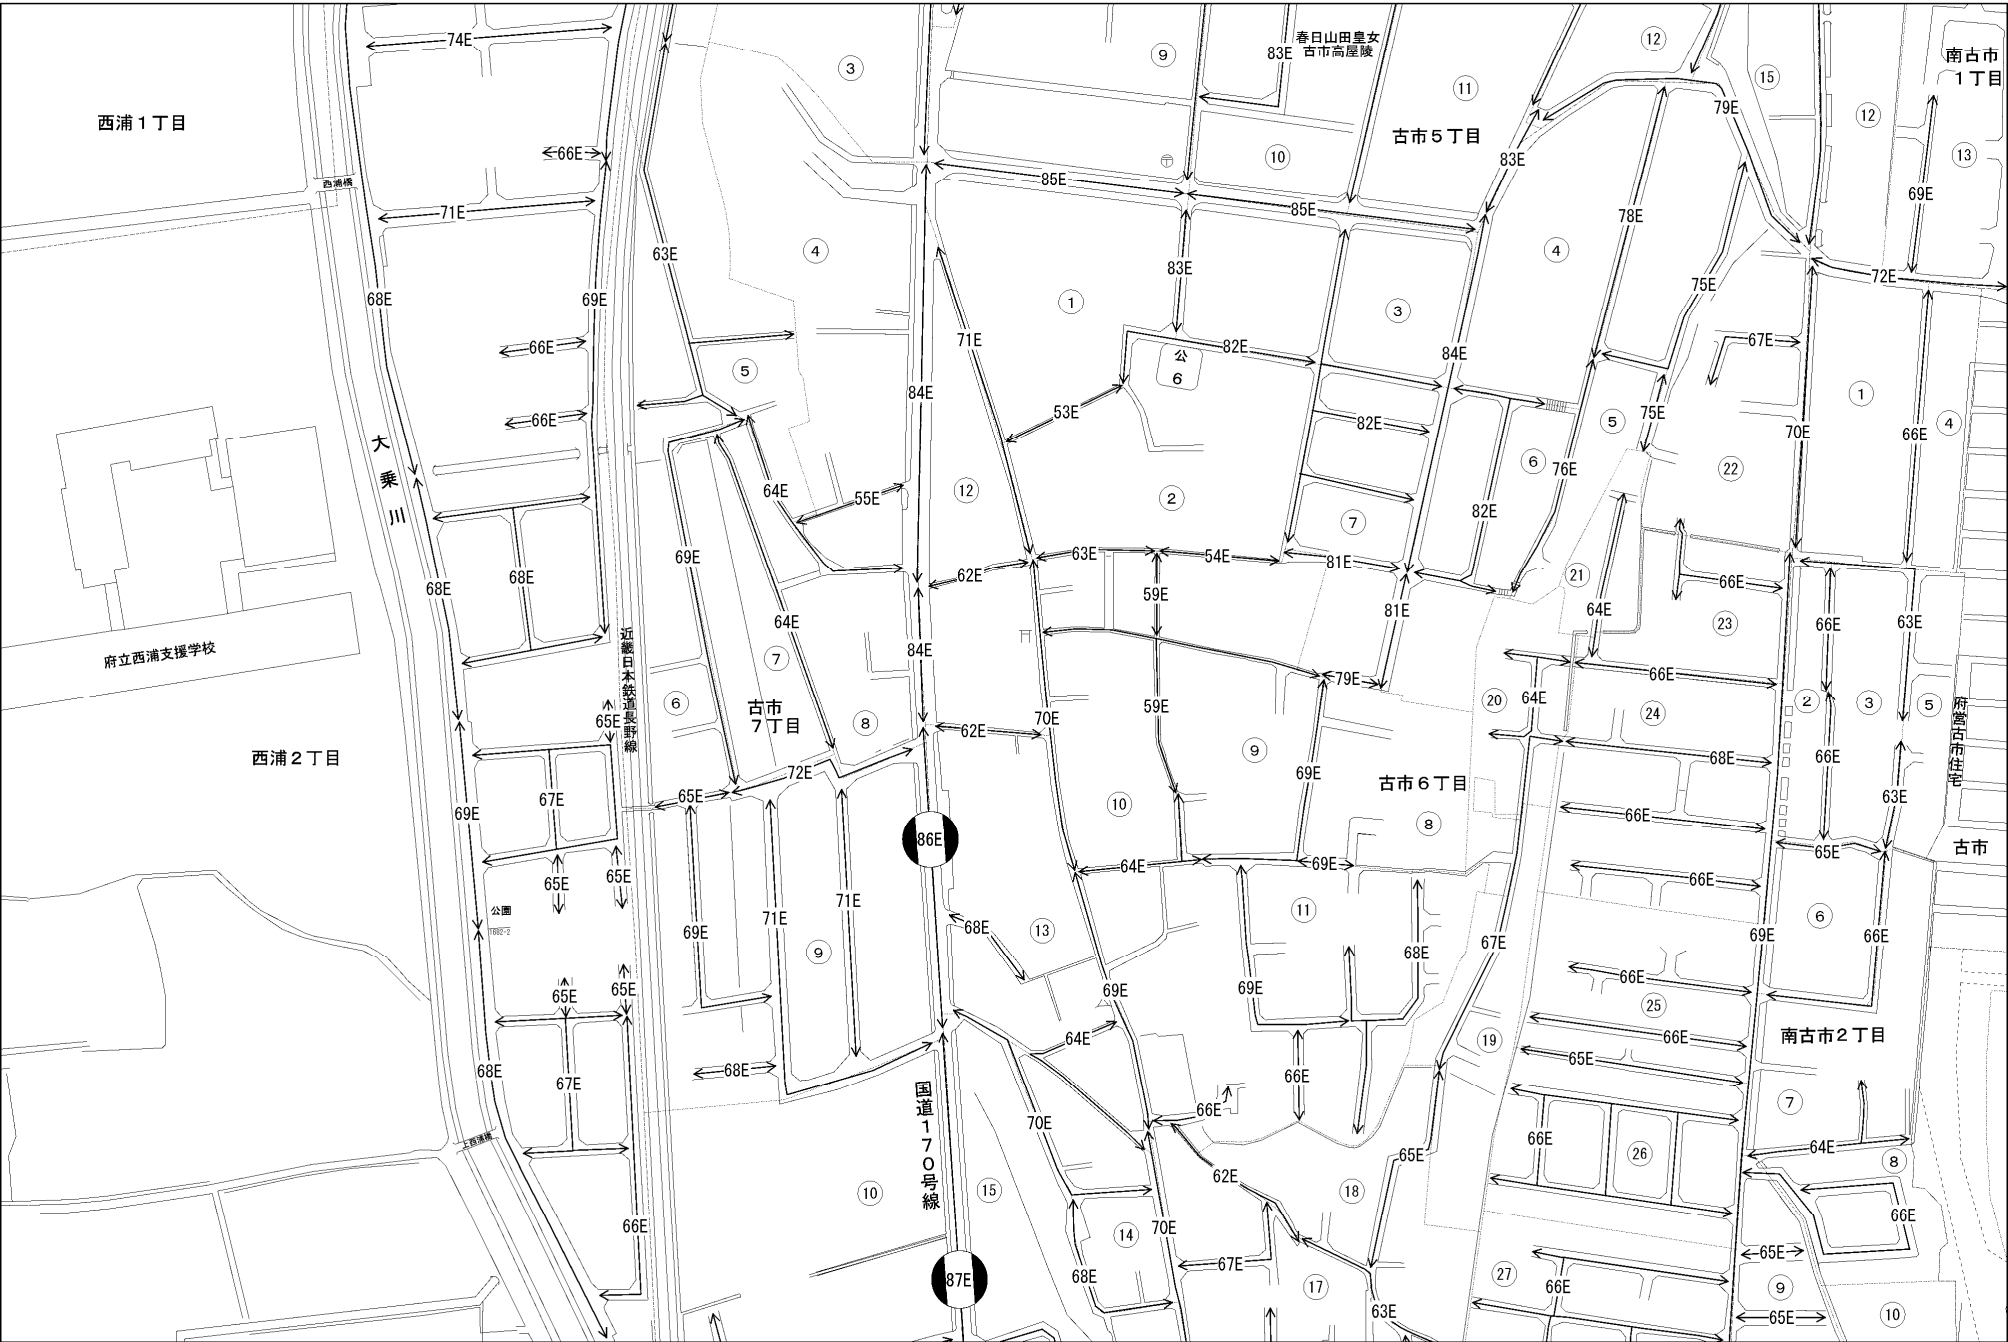 74E
③
⑨
83E
春日山田皇女
古市高屋陵
⑫
南古市
1丁目
⑮
⑪
79E
⑫
西浦1丁目
古市5丁目
66E
⑩
83E
⑬
西浦橋
85E
69E
71E
85E
78E
④
④
63E
83E
72E
75E
68E
69E
①
③
71E
67E
66E
82E
84E
公
6
⑤
84E
①
53E
75E
66E
82E
⑤
④
大乗川
70E
66E
⑥
76E
㉒
64E
55E
⑫
②
82E
⑦
69E
63E
54E
81E
62E
㉑
66E
68E
68E
59E
81E
64E
㉓
66E
63E
64E
近畿日本鉄道長野線
府立西浦支援学校
84E
⑦
79E
66E
64E
⑥
古市
7丁目
65E
⑧
70E
59E
⑳
㉔
②
③
⑤
府営古市住宅
62E
西浦2丁目
72E
⑨
69E
古市6丁目
68E
66E
65E
67E
63E
69E
⑩
⑧
66E
86E
65E
古市
64E
69E
65E
65E
66E
公園
1682-2
71E
71E
⑪
⑥
69E
68E
⑬
67E
69E
66E
⑨
68E
66E
65E
65E
69E
69E
㉕
64E
⑲
66E
南古市2丁目
68E
68E
65E
67E
66E
国道170号線
⑦
70E
66E
上西浦橋
66E
65E
㉖
64E
62E
⑧
⑩
⑮
⑱
66E
66E
70E
⑭
65E
67E
68E
87E
㉗
66E
⑰
⑨
63E
65E
⑩